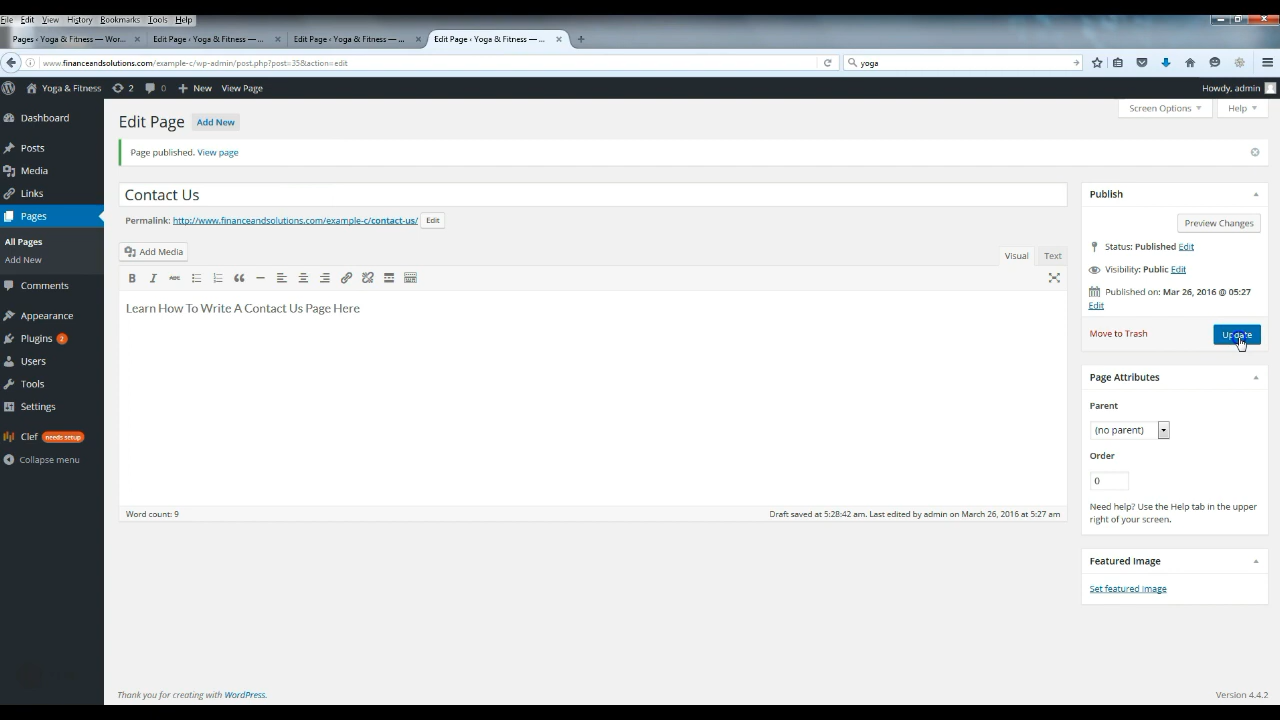 File Edit View History Bookmarks Tools Help
Pages ‹ Yoga & Fitness — Wor... × Edit Page ‹ Yoga & Fitness — ... × Edit Page ‹ Yoga & Fitness — ... × Edit Page ‹ Yoga & Fitness — ... × +
www.financeandsolutions.com/example-c/wp-admin/post.php?post=35&action=edit yoga
Yoga & Fitness 2 0 New View Page Howdy, admin
Screen Options Help
Dashboard
Posts
Media
Links
Pages
All Pages
Add New
Comments
Appearance
Plugins 2
Users
Tools
Settings
Clef needs setup
Collapse menu
Edit Page Add New
Page published. View page
Contact Us
Permalink: http://www.financeandsolutions.com/example-c/contact-us/ Edit
Add Media
Visual Text
B I ABC
Learn How To Write A Contact Us Page Here
Word count: 9 Draft saved at 5:28:42 am. Last edited by admin on March 26, 2016 at 5:27 am
Publish
Preview Changes
Status: Published Edit
Visibility: Public Edit
Published on: Mar 26, 2016 @ 05:27
Edit
Move to Trash Update
Page Attributes
Parent
(no parent)
Order
0
Need help? Use the Help tab in the upper
right of your screen.
Featured Image
Set featured image
Thank you for creating with WordPress. Version 4.4.2